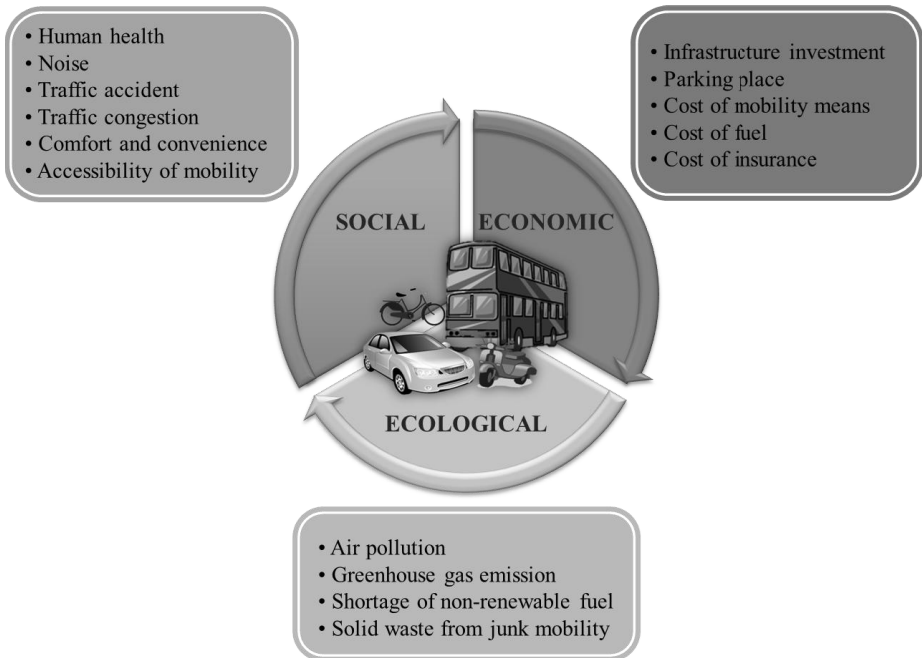 • Human health
• Noise
• Traffic accident
• Traffic congestion
• Comfort and convenience
• Accessibility of mobility
• Infrastructure investment
• Parking place
• Cost of mobility means
• Cost of fuel
• Cost of insurance
SOCIAL
ECONOMIC
ECOLOGICAL
• Air pollution
• Greenhouse gas emission
• Shortage of non-renewable fuel
• Solid waste from junk mobility